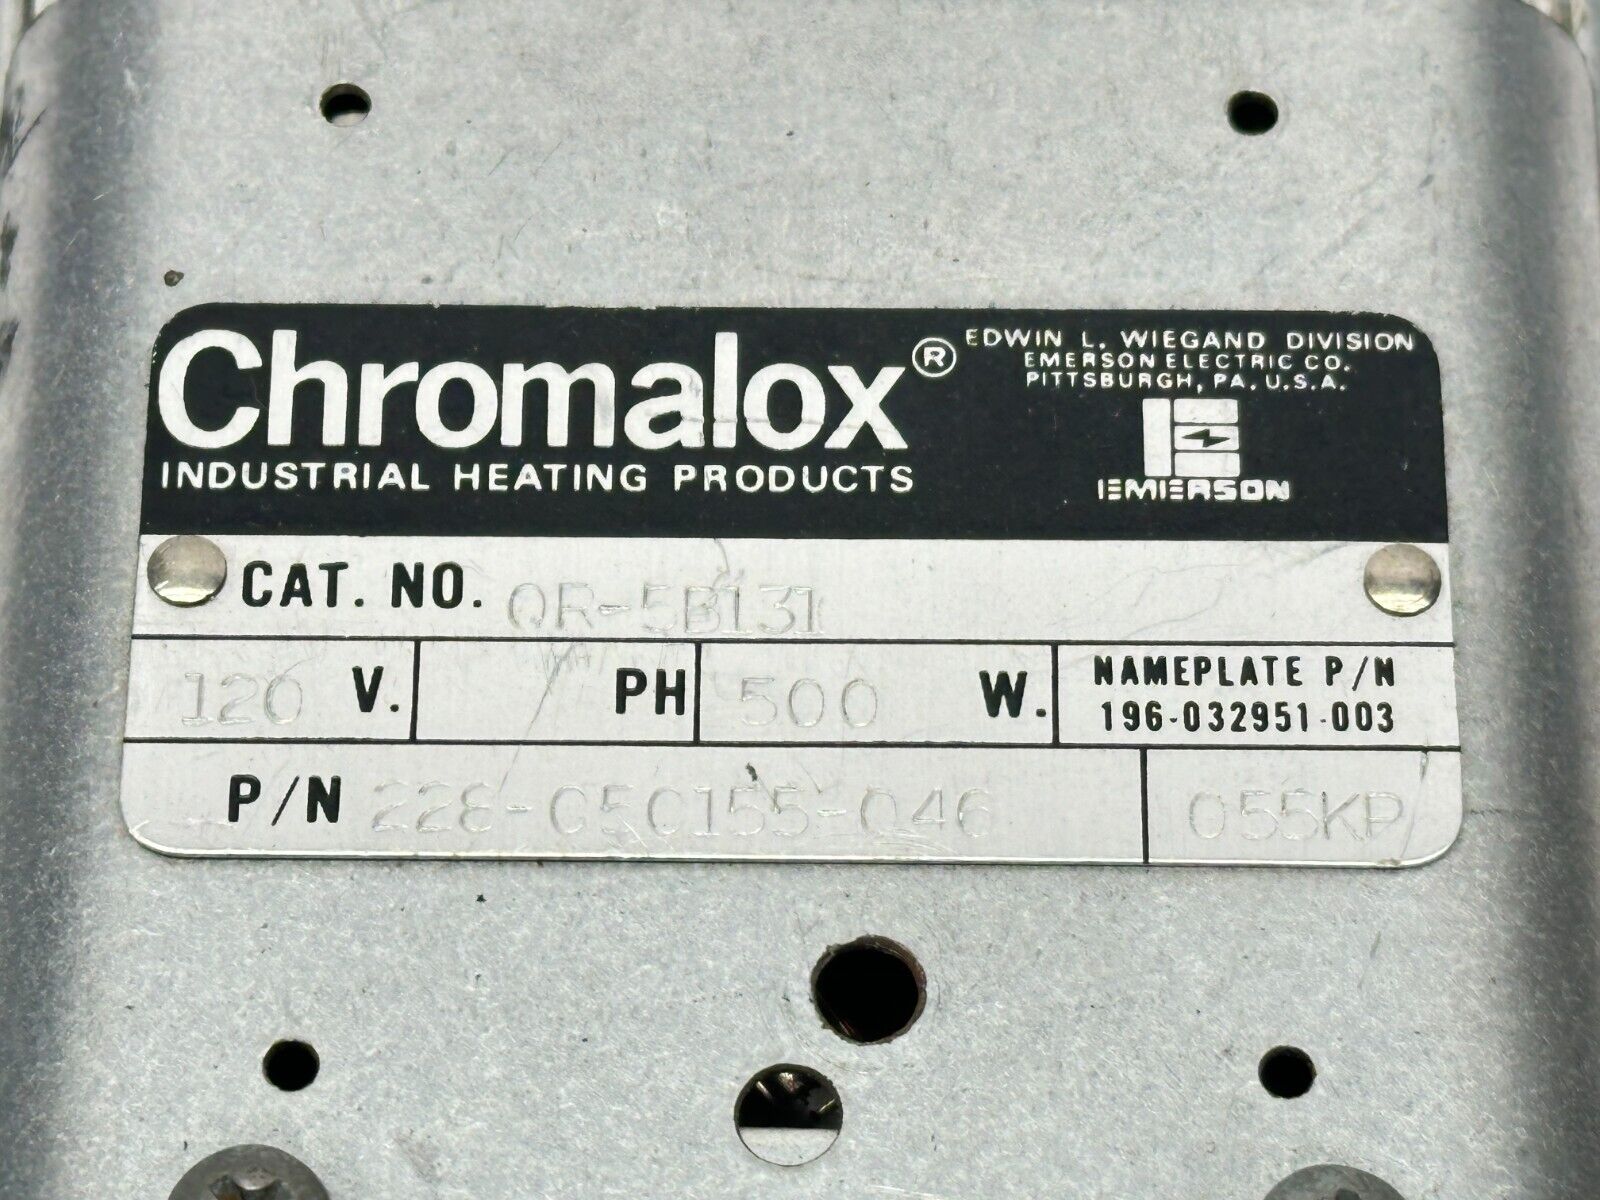 Chromalox®
INDUSTRIAL HEATING PRODUCTS
EDWIN L. WIEGAND DIVISION
EMERSON ELECTRIC CO.
PITTSBURGH, PA. U.S.A.
EMERSON
CAT. NO. QR-5B131
120 V. PH 500 W.
NAMEPLATE P/N
196-032951-003
P/N 228-050155-046 055KP